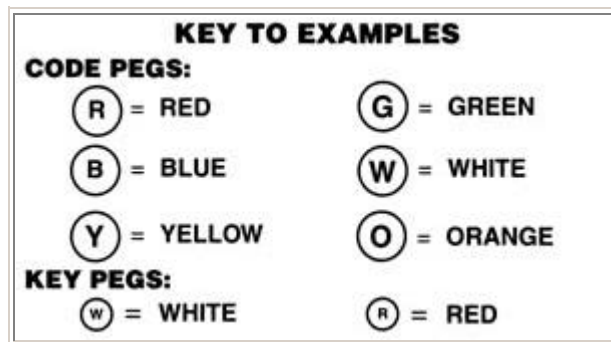 KEY TO EXAMPLES
CODE PEGS:
R = RED G = GREEN
B = BLUE W = WHITE
Y = YELLOW O = ORANGE
KEY PEGS:
W = WHITE R = RED